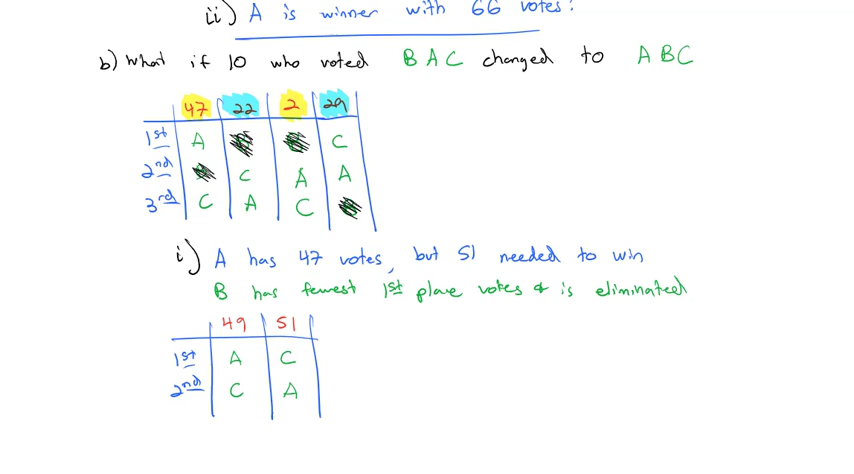 ii) A is winner with 66 votes!
b) What if 10 who voted B A C changed to A B C
47 22 2 29
1st A C
2nd C A A
3rd C A C
i) A has 47 votes, but 51 needed to win
B has fewest 1st place votes & is eliminated
49 51
1st A C
2nd C A